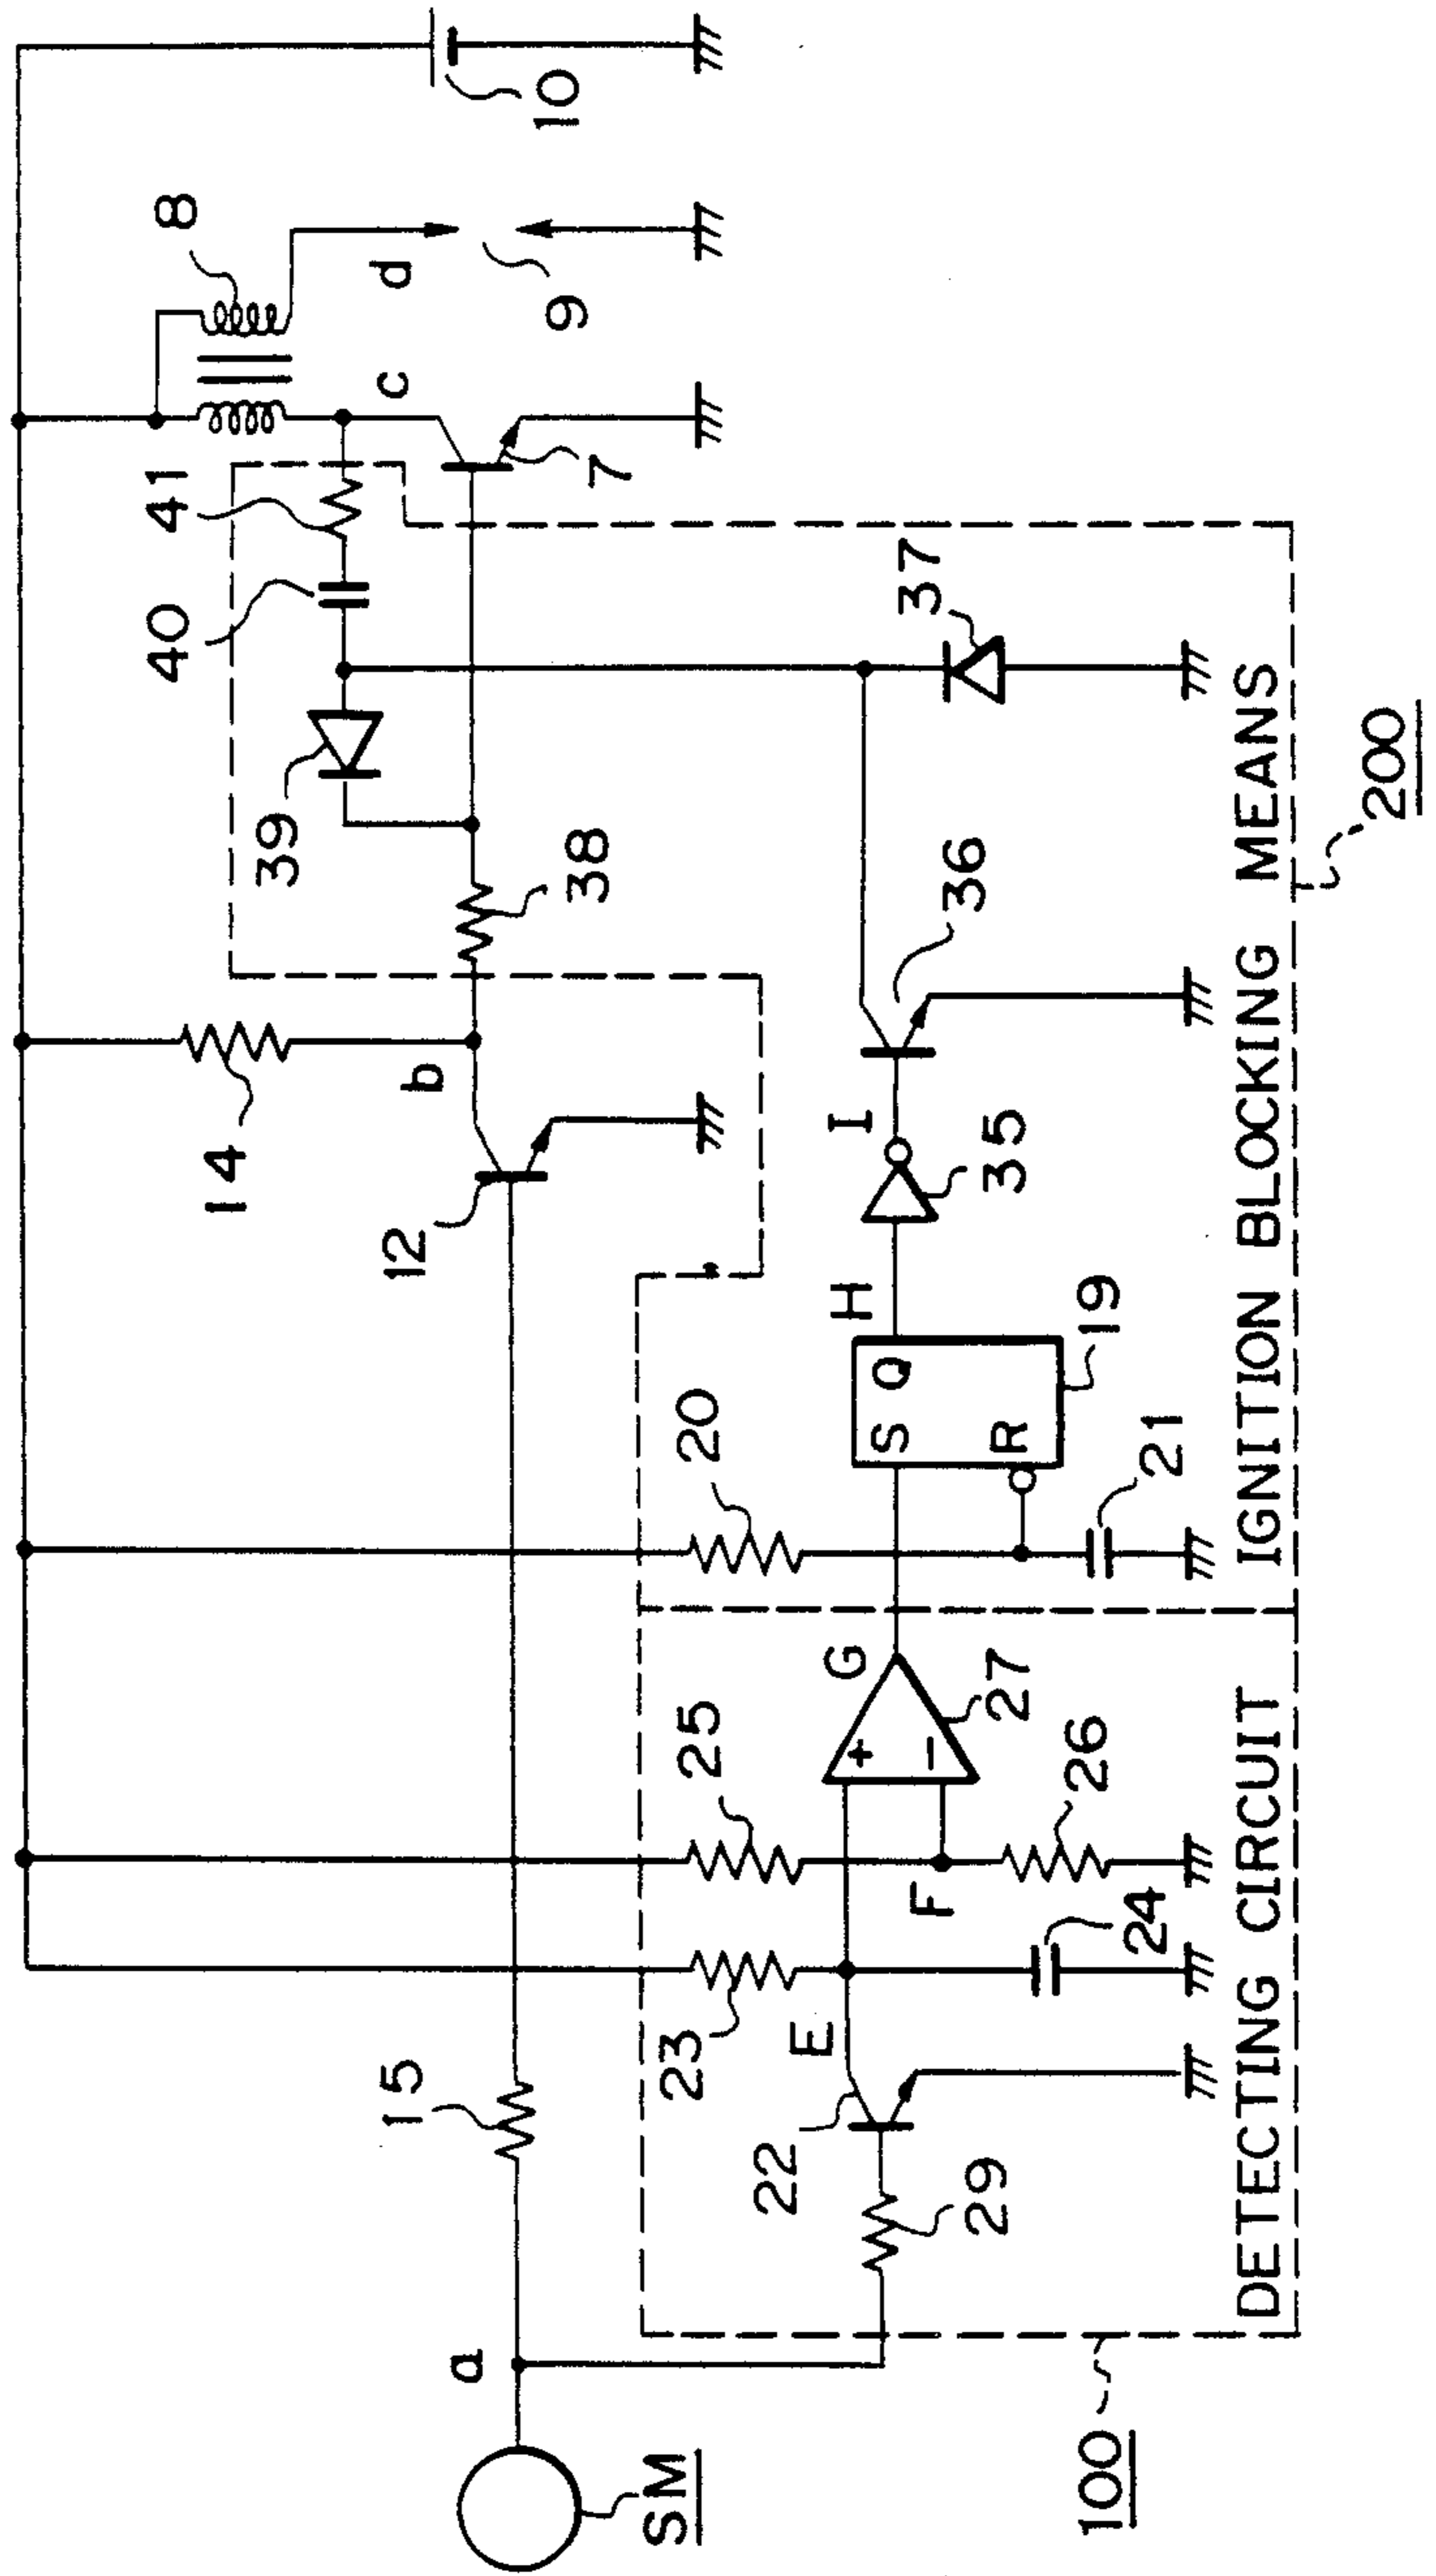 SM
a
15
12
14
b
38
39
40
41
c
7
8
d
9
10
100
29
22
E
23
24
25
F
26
+
−
27
G
20
21
S
R
Q
19
H
35
I
36
37
DETECTING CIRCUIT
IGNITION BLOCKING MEANS
200